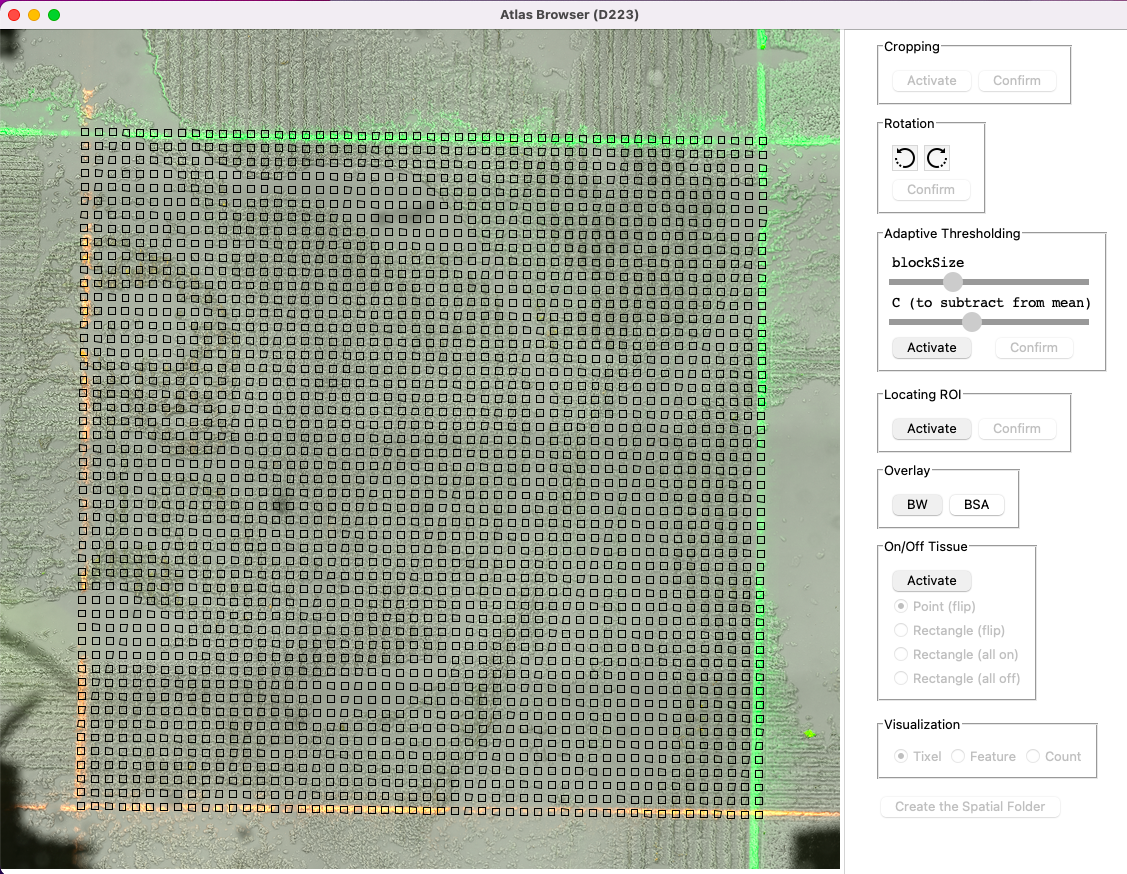 Atlas Browser (D223)
Cropping
Activate Confirm
Rotation
Confirm
Adaptive Thresholding
blockSize
C (to subtract from mean)
Activate Confirm
Locating ROI
Activate Confirm
Overlay
BW BSA
On/Off Tissue
Activate
Point (flip)
Rectangle (flip)
Rectangle (all on)
Rectangle (all off)
Visualization
Tixel Feature Count
Create the Spatial Folder